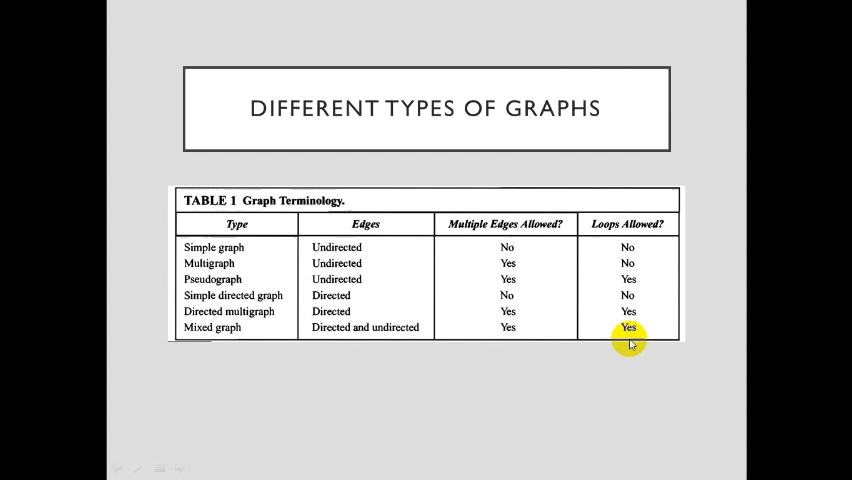 DIFFERENT TYPES OF GRAPHS
TABLE 1 Graph Terminology.
Type Edges Multiple Edges Allowed? Loops Allowed?
Simple graph Undirected No No
Multigraph Undirected Yes No
Pseudograph Undirected Yes Yes
Simple directed graph Directed No No
Directed multigraph Directed Yes Yes
Mixed graph Directed and undirected Yes Yes